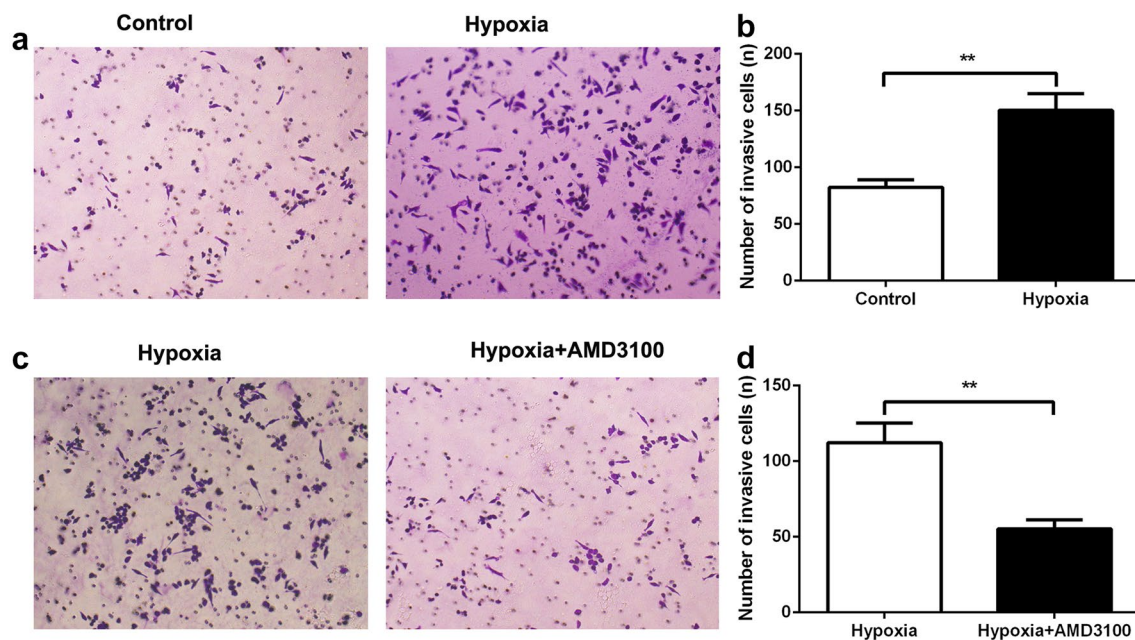 a
Control
Hypoxia
b
Number of invasive cells (n)
200
150
100
50
0
**
Control
Hypoxia
c
Hypoxia
Hypoxia+AMD3100
d
Number of invasive cells (n)
150
100
50
0
**
Hypoxia
Hypoxia+AMD3100